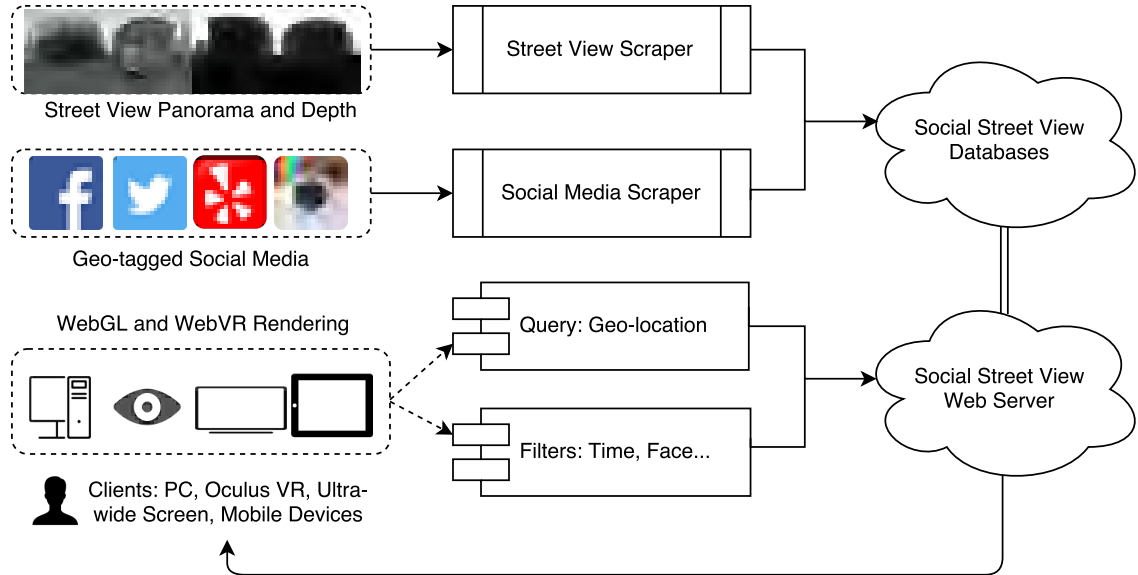 Street View Scraper
Street View Panorama and Depth
Social Street View
Databases
Social Media Scraper
Geo-tagged Social Media
WebGL and WebVR Rendering
Query: Geo-location
Social Street View
Web Server
Filters: Time, Face...
Clients: PC, Oculus VR, Ultra-
wide Screen, Mobile Devices